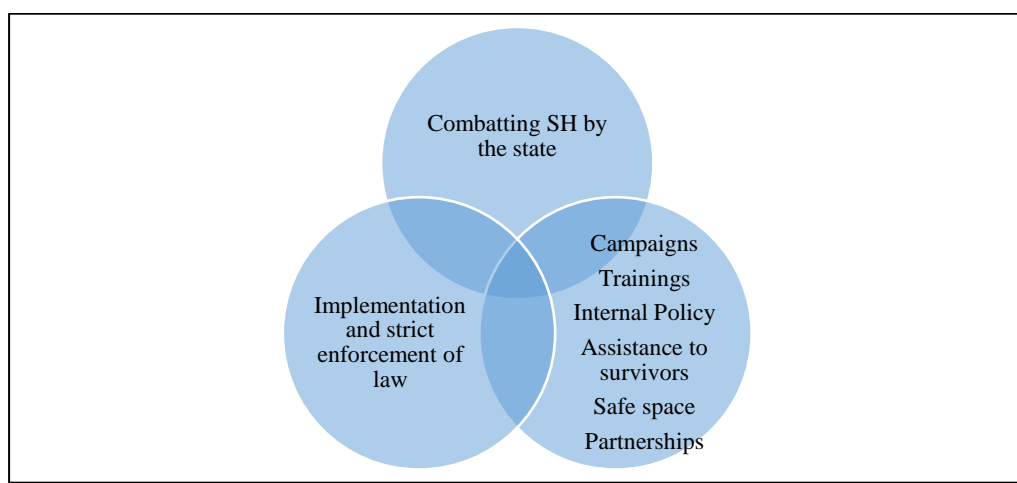 Combatting SH by
the state
Implementation
and strict
enforcement of
law
Campaigns
Trainings
Internal Policy
Assistance to
survivors
Safe space
Partnerships